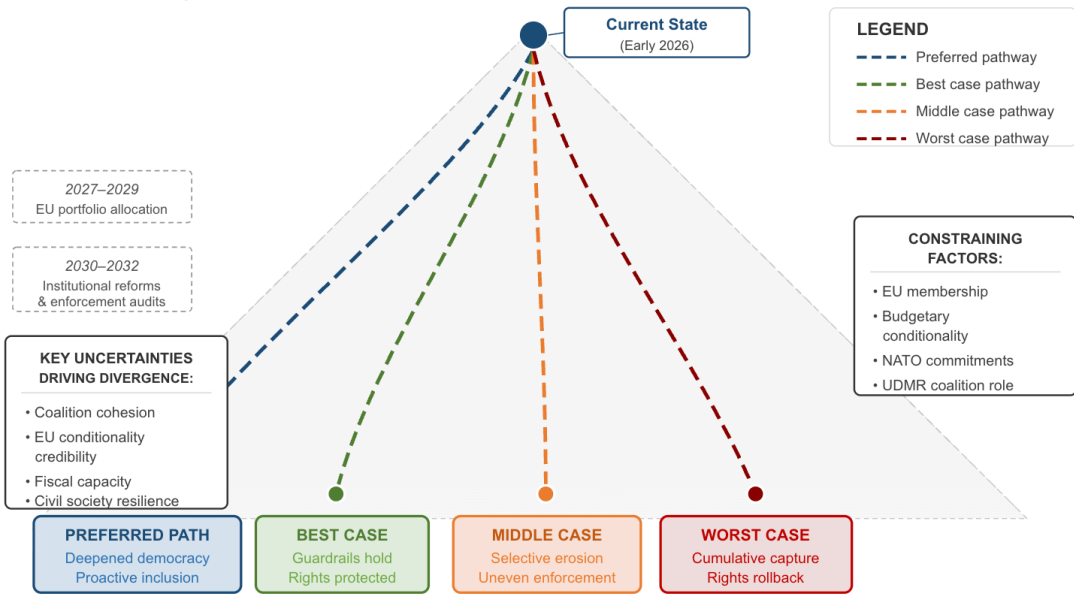 Current State
(Early 2026)
LEGEND
Preferred pathway
Best case pathway
Middle case pathway
Worst case pathway
2027–2029
EU portfolio allocation
2030–2032
Institutional reforms
& enforcement audits
CONSTRAINING
FACTORS:
• EU membership
• Budgetary
conditionality
• NATO commitments
• UDMR coalition role
KEY UNCERTAINTIES
DRIVING DIVERGENCE:
• Coalition cohesion
• EU conditionality
credibility
• Fiscal capacity
• Civil society resilience
PREFERRED PATH
Deepened democracy
Proactive inclusion
BEST CASE
Guardrails hold
Rights protected
MIDDLE CASE
Selective erosion
Uneven enforcement
WORST CASE
Cumulative capture
Rights rollback